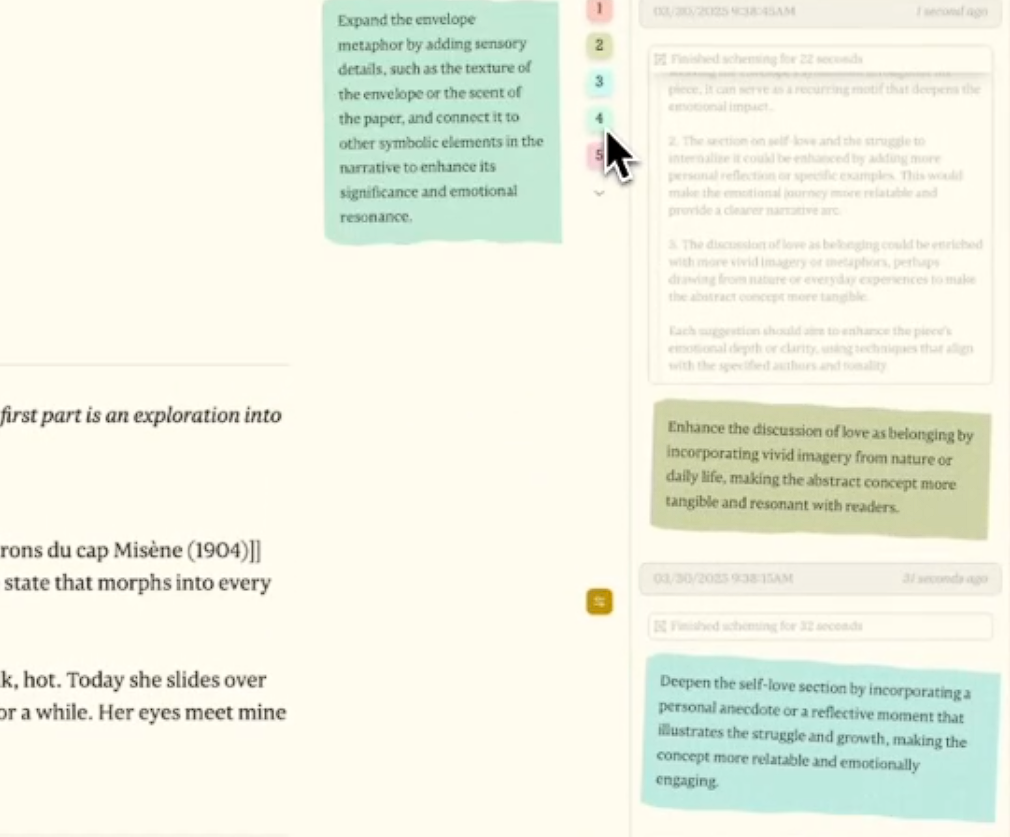 Expand the envelope
metaphor by adding sensory
details, such as the texture of
the envelope or the scent of
the paper, and connect it to
other symbolic elements in the
narrative to enhance its
significance and emotional
resonance.
1
2
3
4
5
first part is an exploration into
rons du cap Misène (1904)]]
state that morphs into every
k, hot. Today she slides over
or a while. Her eyes meet mine
03/30/2025 9:38:45AM 1 second ago
Finished scheming for 22 seconds
piece, it can serve as a recurring motif that deepens the
emotional impact.
2. The section on self-love and the struggle to
internalize it could be enhanced by adding more
personal reflection or specific examples. This would
make the emotional journey more relatable and
provide a clearer narrative arc.
3. The discussion of love as belonging could be enriched
with more vivid imagery or metaphors, perhaps
drawing from nature or everyday experiences to make
the abstract concept more tangible.
Each suggestion should aim to enhance the piece's
emotional depth or clarity, using techniques that align
with the specified authors and tonality
Enhance the discussion of love as belonging by
incorporating vivid imagery from nature or
daily life, making the abstract concept more
tangible and resonant with readers.
03/30/2025 9:38:15AM 31 seconds ago
Finished scheming for 32 seconds
Deepen the self-love section by incorporating a
personal anecdote or a reflective moment that
illustrates the struggle and growth, making the
concept more relatable and emotionally
engaging.